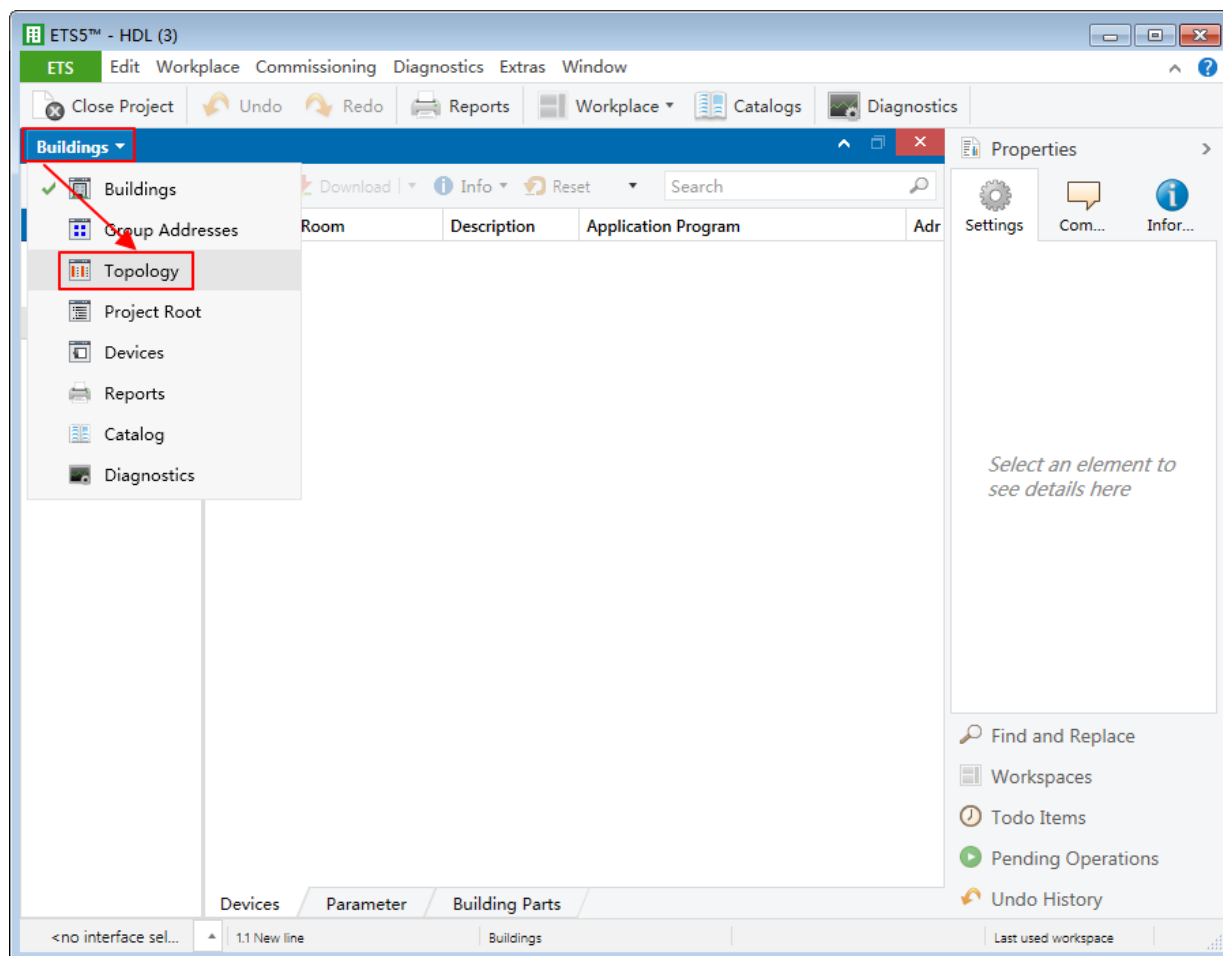 ETS5™ - HDL (3)
ETS Edit Workplace Commissioning Diagnostics Extras Window
Close Project Undo Redo Reports Workplace Catalogs Diagnostics
Buildings
Properties
Buildings
Download Info Reset Search
Settings Com... Infor...
Group Addresses
Room Description Application Program Adr
Topology
Project Root
Devices
Reports
Catalog
Diagnostics
Select an element to
see details here
Find and Replace
Workspaces
Todo Items
Pending Operations
Undo History
Devices Parameter Building Parts
<no interface sel... 1.1 New line Buildings Last used workspace